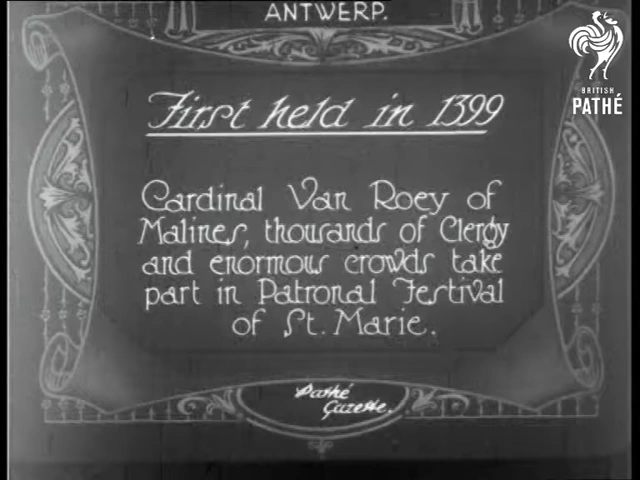 ANTWERP.
BRITISH
PATHÉ
First held in 1399
Cardinal Van Roey of
Malines, thousands of Clergy
and enormous crowds take
part in Patronal Festival
of St. Marie.
Pathé
Gazette.